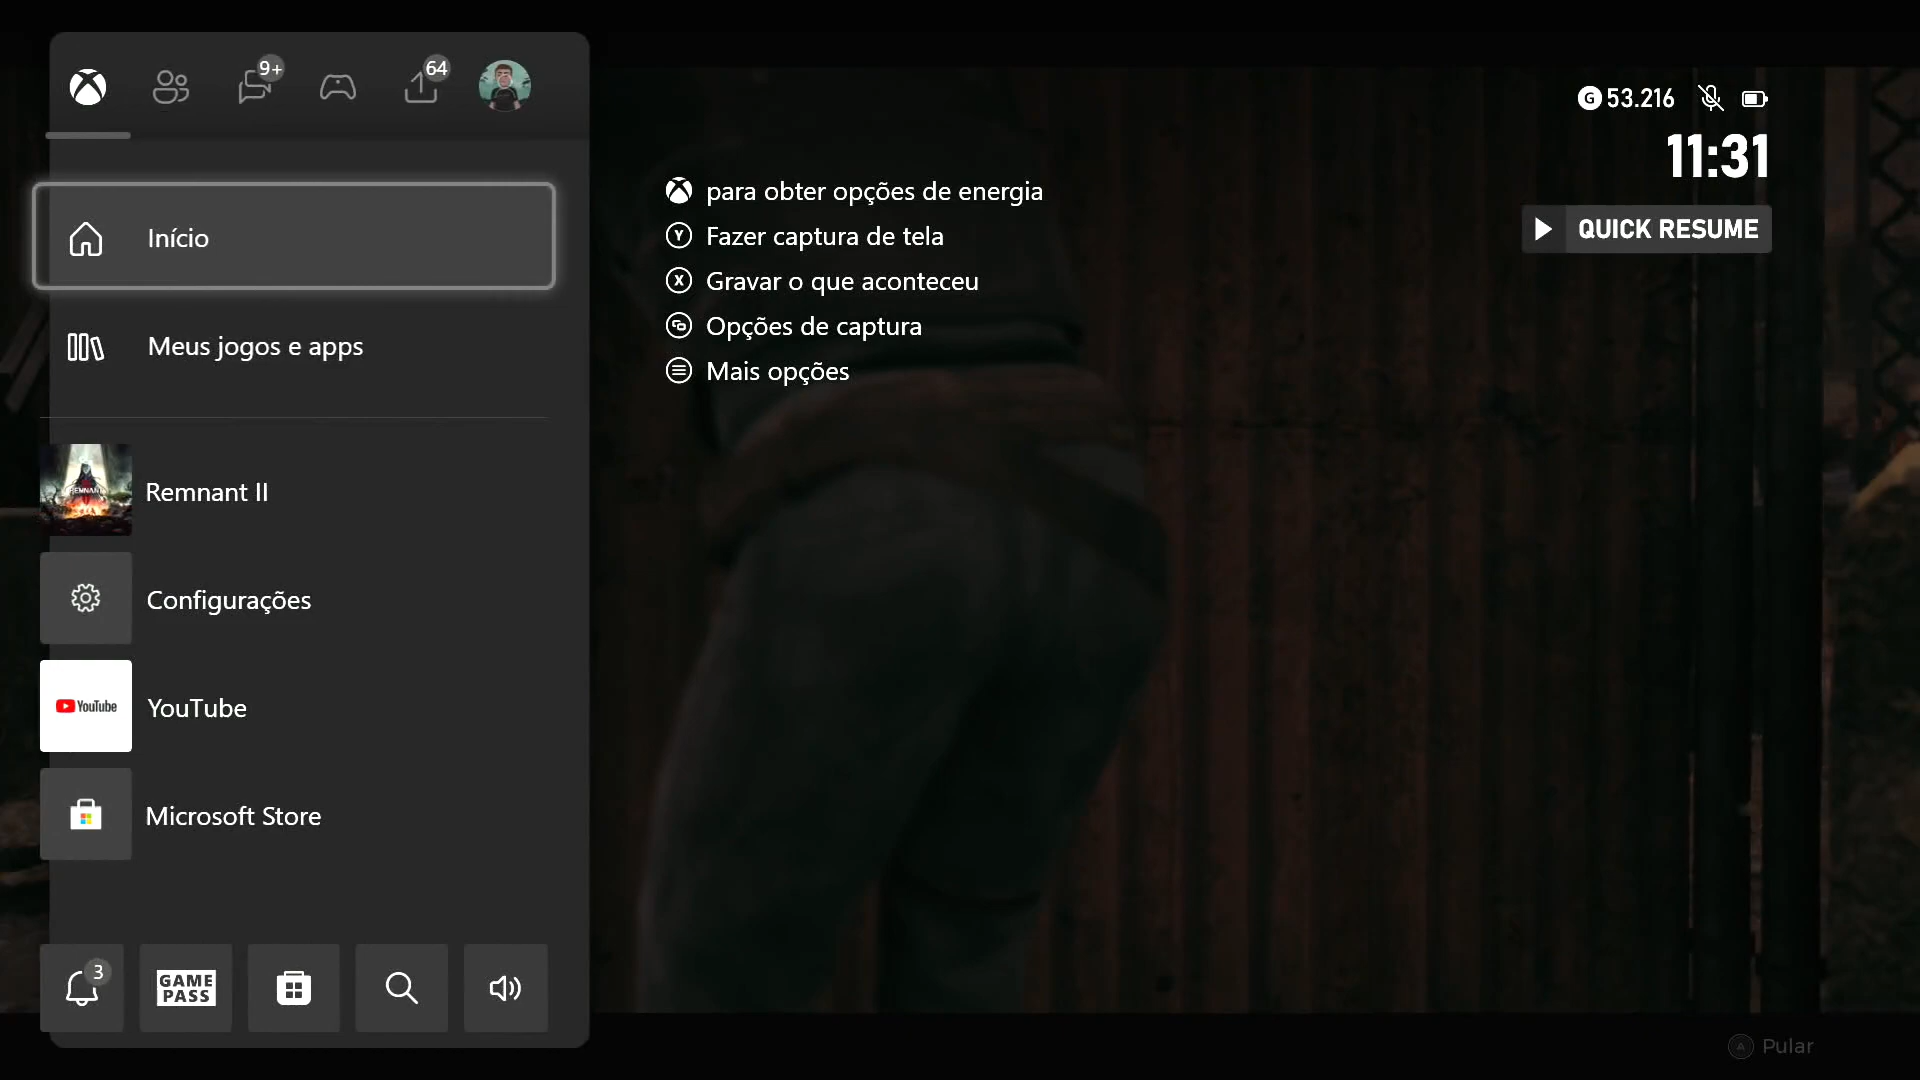 9+
64
Início
Meus jogos e apps
REMNANT
Remnant II
Configurações
YouTube
YouTube
Microsoft Store
3
GAME
PASS
para obter opções de energia
Y Fazer captura de tela
X Gravar o que aconteceu
Opções de captura
Mais opções
G 53.216
11:31
QUICK RESUME
A Pular